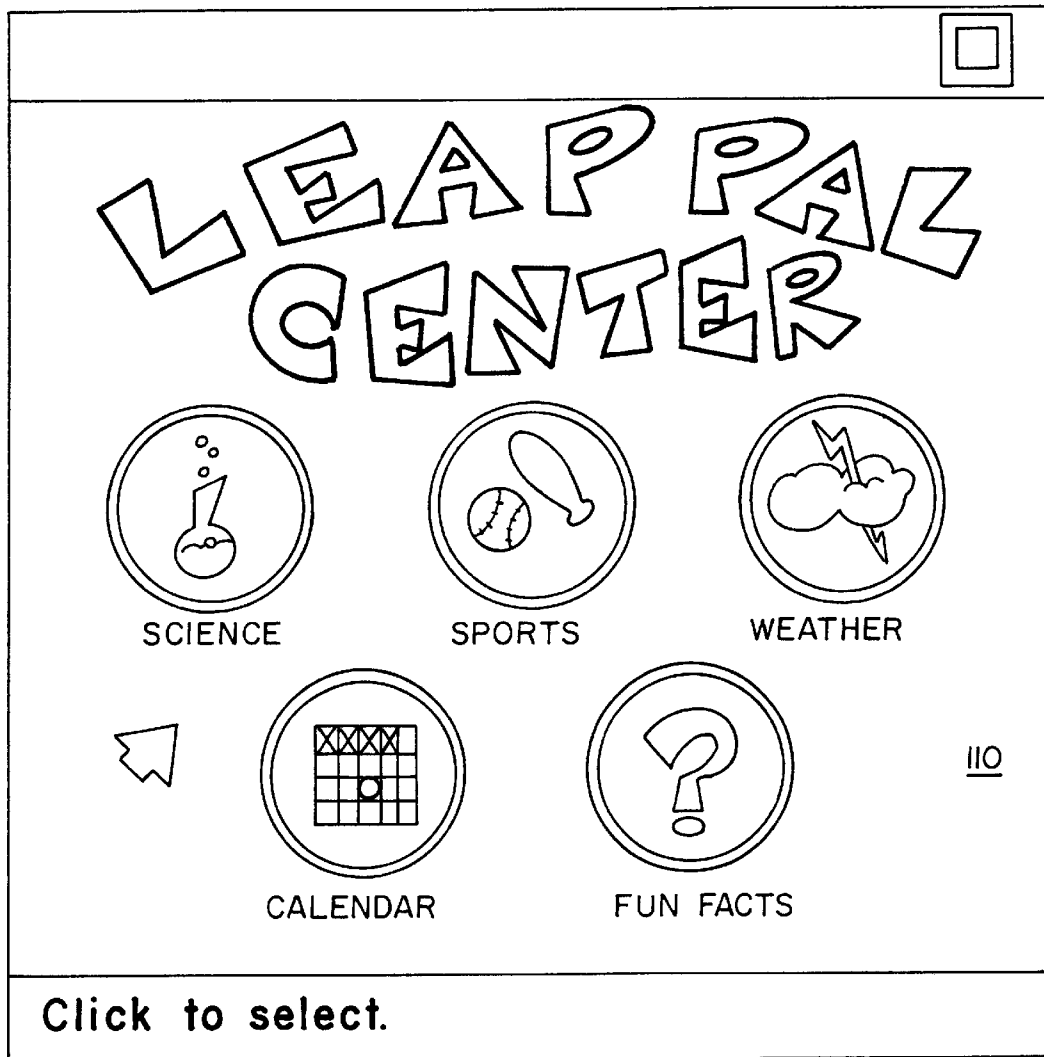 LEAP PAL
CENTER
SCIENCE SPORTS WEATHER
110
CALENDAR FUN FACTS
Click to select.